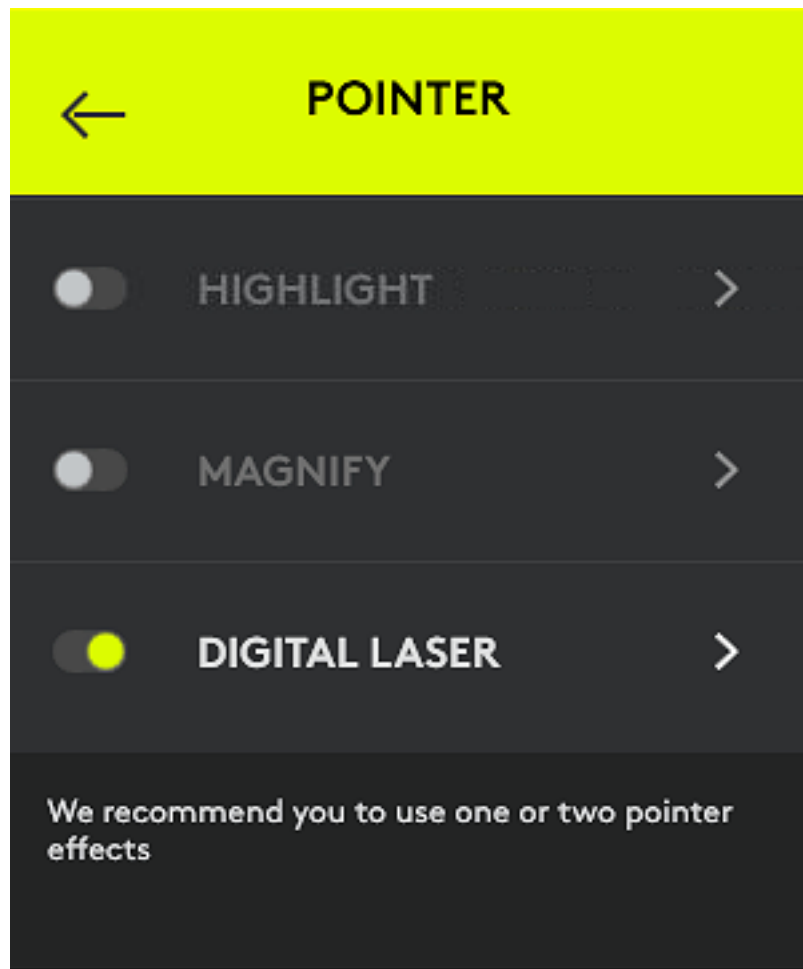 POINTER
HIGHLIGHT
MAGNIFY
DIGITAL LASER
We recommend you to use one or two pointer
effects